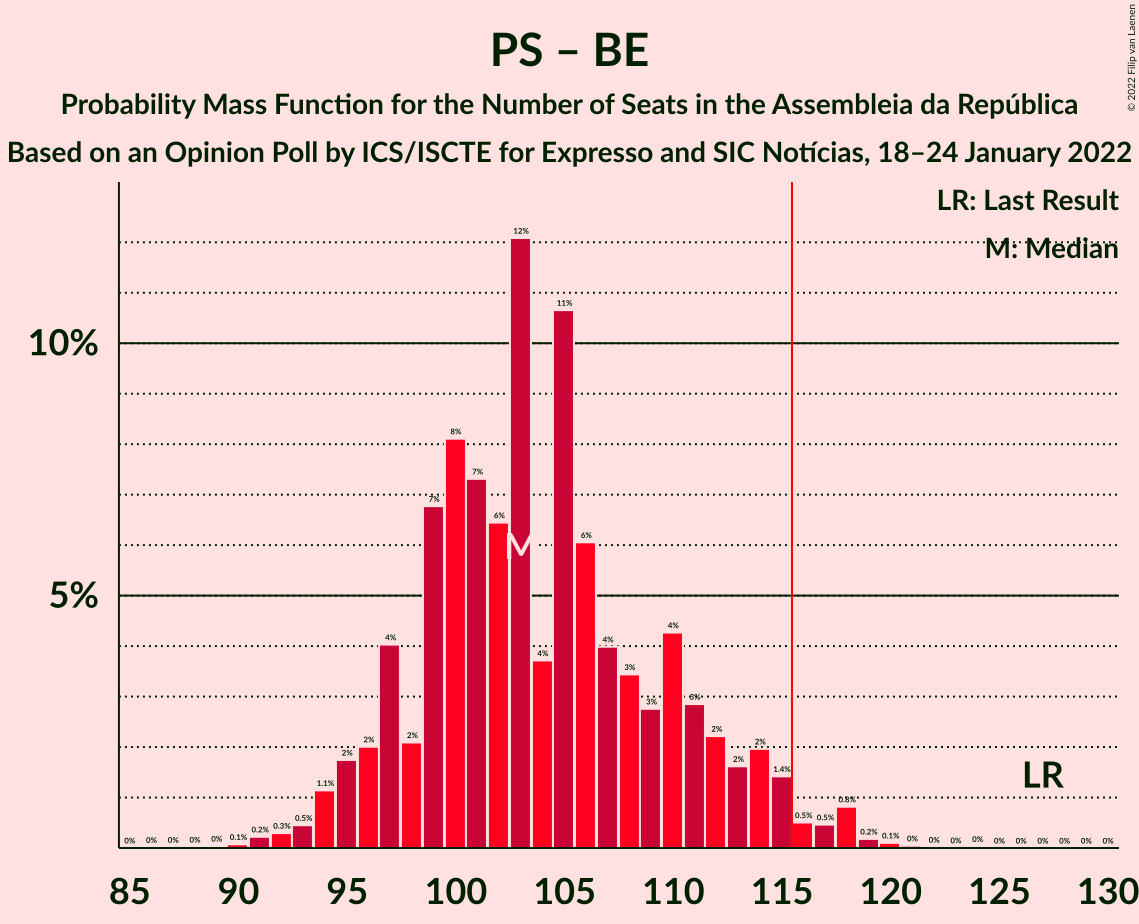 PS – BE
Probability Mass Function for the Number of Seats in the Assembleia da República
Based on an Opinion Poll by ICS/ISCTE for Expresso and SIC Notícias, 18–24 January 2022
© 2022 Filip van Laenen
LR: Last Result
M: Median
10%
5%
0% 0% 0% 0% 0% 0.1% 0.2% 0.3% 0.5% 1.1% 2% 2% 4% 2% 7% 8% 7% 6% 12% 4% 11% 6% 4% 3% 3% 4% 3% 2% 2% 2% 1.4% 0.5% 0.5% 0.8% 0.2% 0.1% 0% 0% 0% 0% 0% 0% 0% 0% 0% 0%
M
LR
85 90 95 100 105 110 115 120 125 130